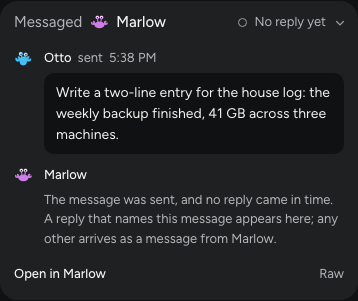 Messaged Marlow No reply yet
Otto sent 5:38 PM
Write a two-line entry for the house log: the
weekly backup finished, 41 GB across three
machines.
Marlow
The message was sent, and no reply came in time.
A reply that names this message appears here; any
other arrives as a message from Marlow.
Open in Marlow Raw